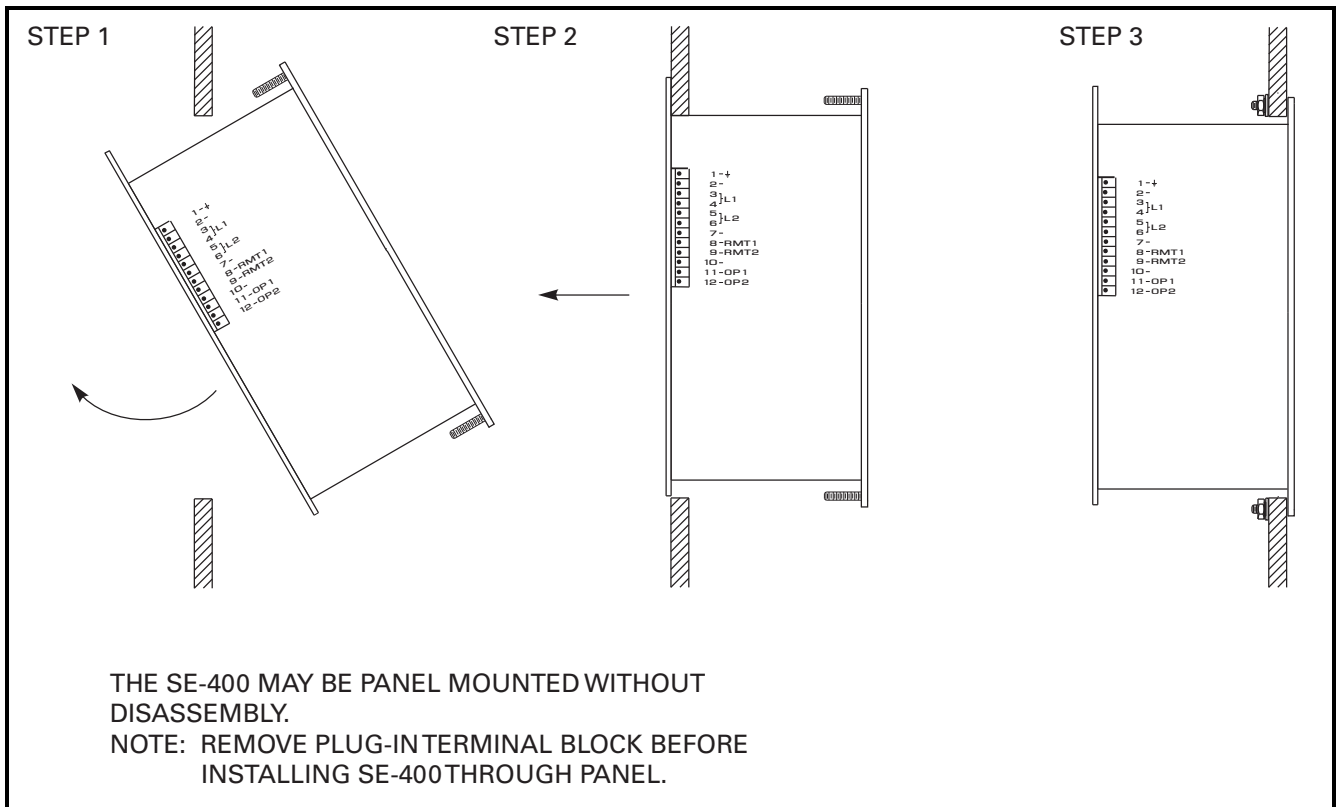 STEP 1
STEP 2
STEP 3
1-⏚
2-
3
4 }L1
5
6 }L2
7-
8-RMT1
9-RMT2
10-
11-OP1
12-OP2
1-⏚
2-
3
4 }L1
5
6 }L2
7-
8-RMT1
9-RMT2
10-
11-OP1
12-OP2
1-⏚
2-
3
4 }L1
5
6 }L2
7-
8-RMT1
9-RMT2
10-
11-OP1
12-OP2
THE SE-400 MAY BE PANEL MOUNTED WITHOUT
DISASSEMBLY.
NOTE: REMOVE PLUG-IN TERMINAL BLOCK BEFORE
INSTALLING SE-400 THROUGH PANEL.